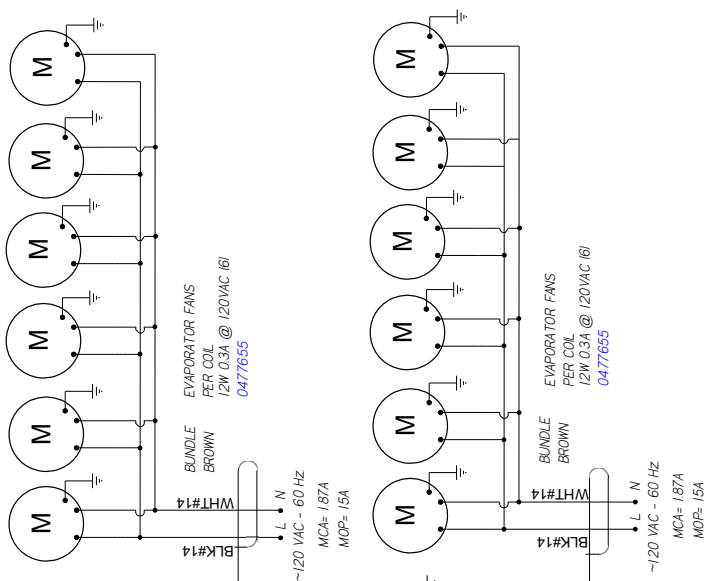 M
M
M
M
M
M
EVAPORATOR FANS
PER COIL
12W 0.3A @ 120VAC |6|
0477655
BUNDLE
BROWN
WHT#14
BLK#14
L N
~120 VAC - 60 Hz
MCA= 1.87A
MOP= 15A
M
M
M
M
M
M
EVAPORATOR FANS
PER COIL
12W 0.3A @ 120VAC |6|
0477655
BUNDLE
BROWN
WHT#14
BLK#14
L N
~120 VAC - 60 Hz
MCA= 1.87A
MOP= 15A